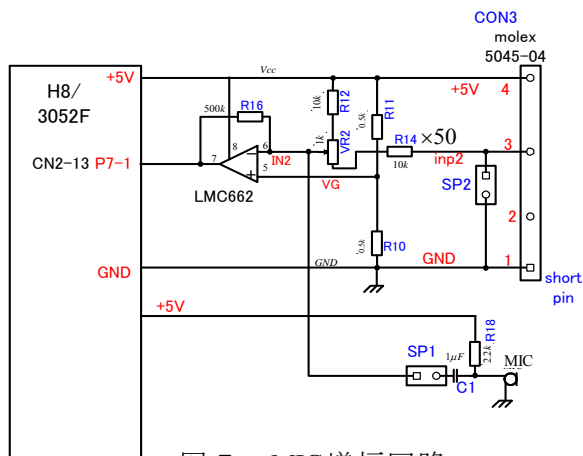 CON3
molex
5045-04
H8/
3052F
+5V
Vcc
+5V
4
500k
R16
10k
R12
0.5k
R11
R14
×50
3
CN2-13 P7-1
7
8
6
5
IN2
1k
VR2
10k
inp2
LMC662
VG
SP2
2
0.5k
R10
GND
GND
GND
1
short
pin
+5V
R18
2.2k
SP1
1μF
C1
MIC